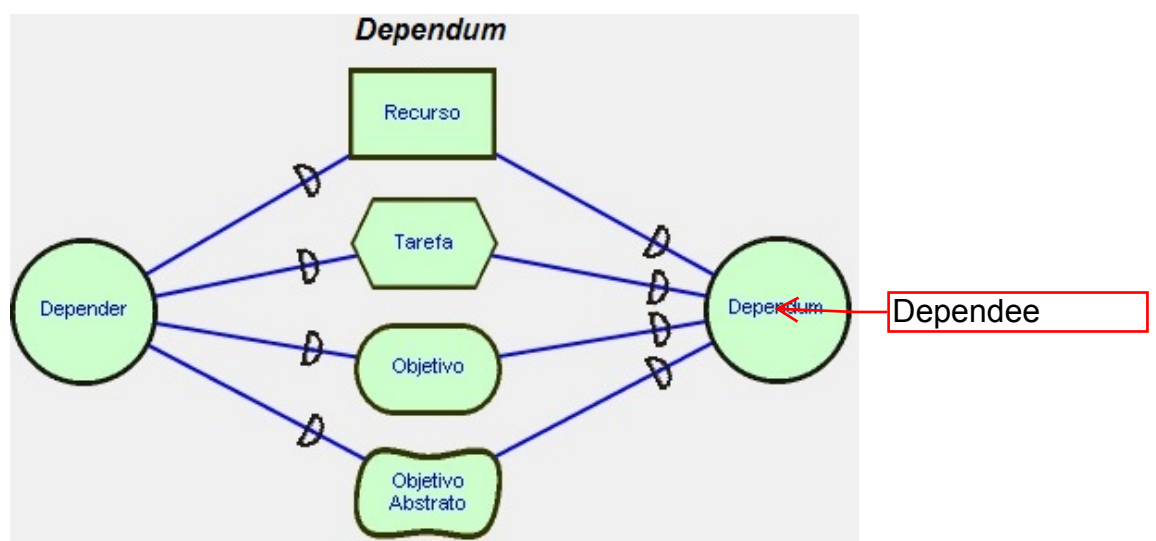 Dependum
Recurso
Tarefa
Depender
Dependum
Dependee
Objetivo
Objetivo
Abstrato